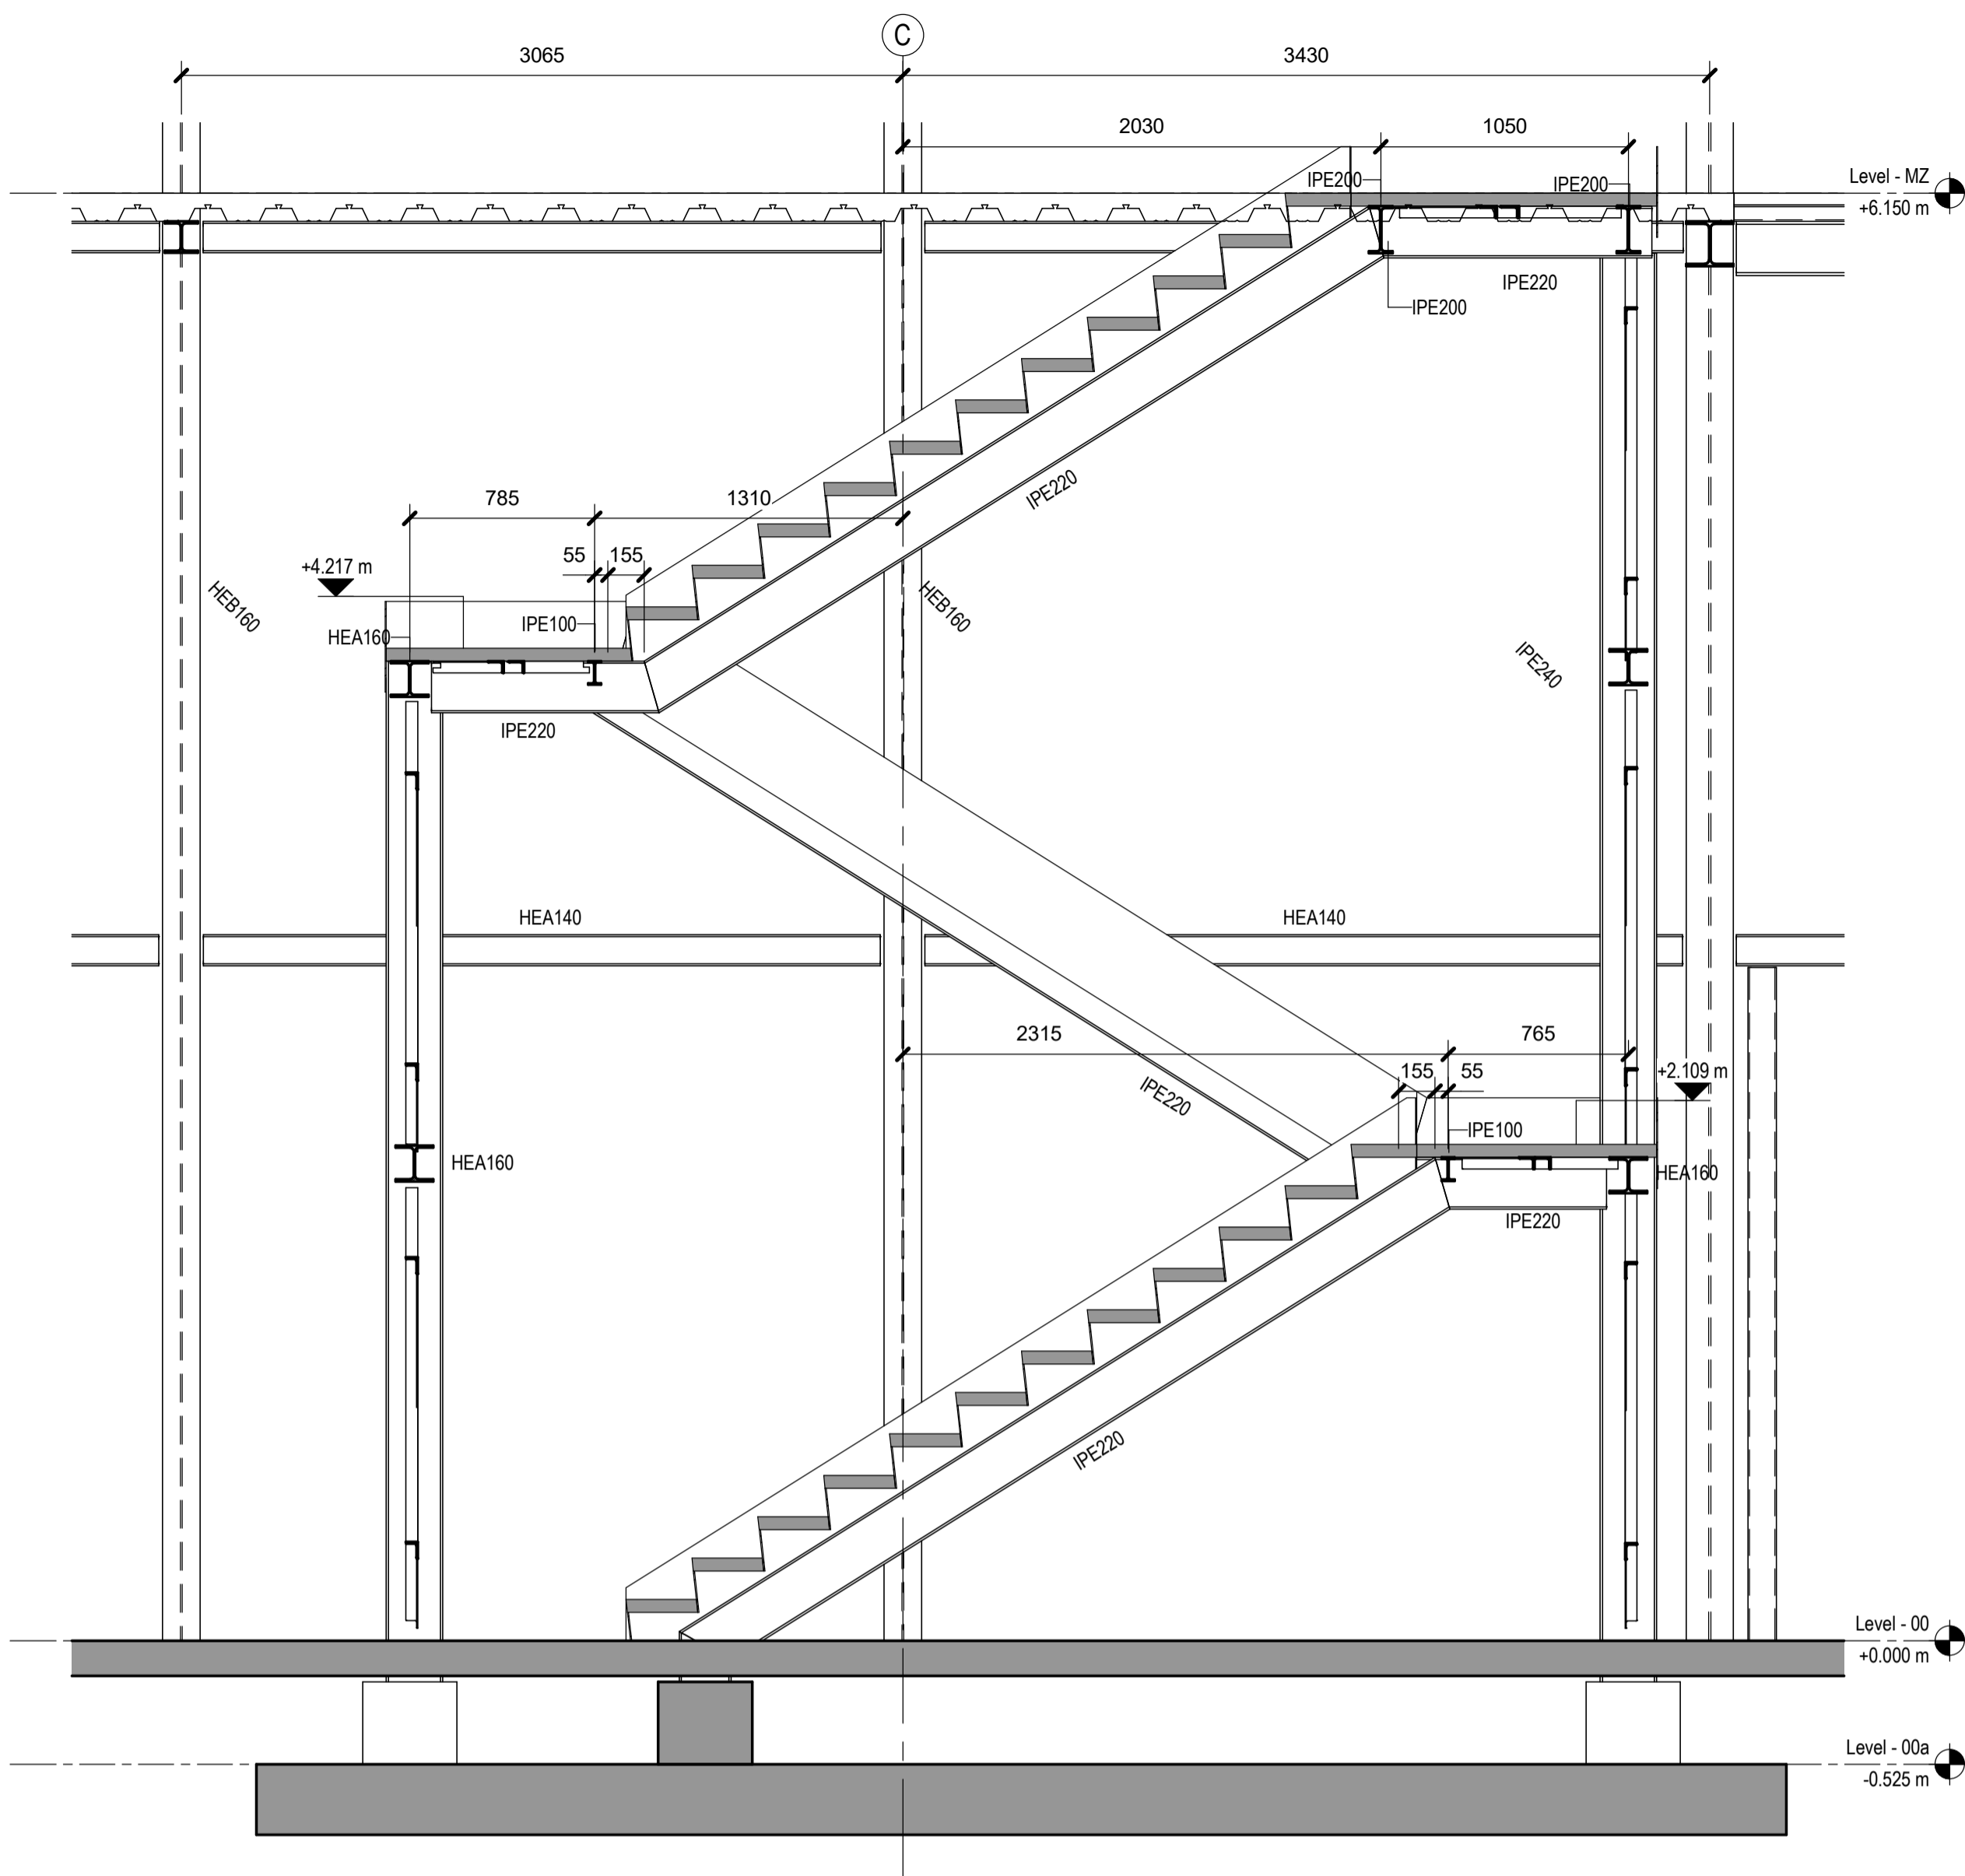 C
3065
3430
2030
1050
Level - MZ
+6.150 m
IPE200
IPE200
IPE220
IPE200
IPE220
785
1310
55
155
+4.217 m
HEB160
HEB160
IPE100
HEA160
IPE240
IPE220
HEA140
HEA140
2315
765
155
55
+2.109 m
IPE220
IPE100
HEA160
HEA160
IPE220
IPE220
Level - 00
+0.000 m
Level - 00a
-0.525 m